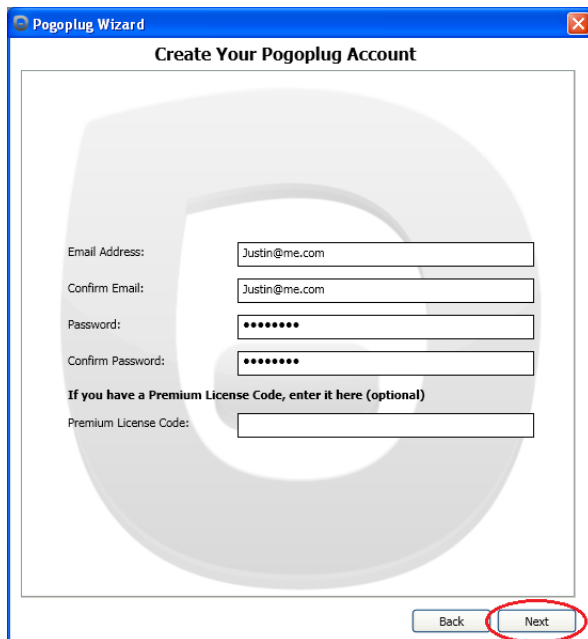 Pogoplug Wizard
Create Your Pogoplug Account
Email Address: Justin@me.com
Confirm Email: Justin@me.com
Password: ●●●●●●●●
Confirm Password: ●●●●●●●●
If you have a Premium License Code, enter it here (optional)
Premium License Code:
Back Next